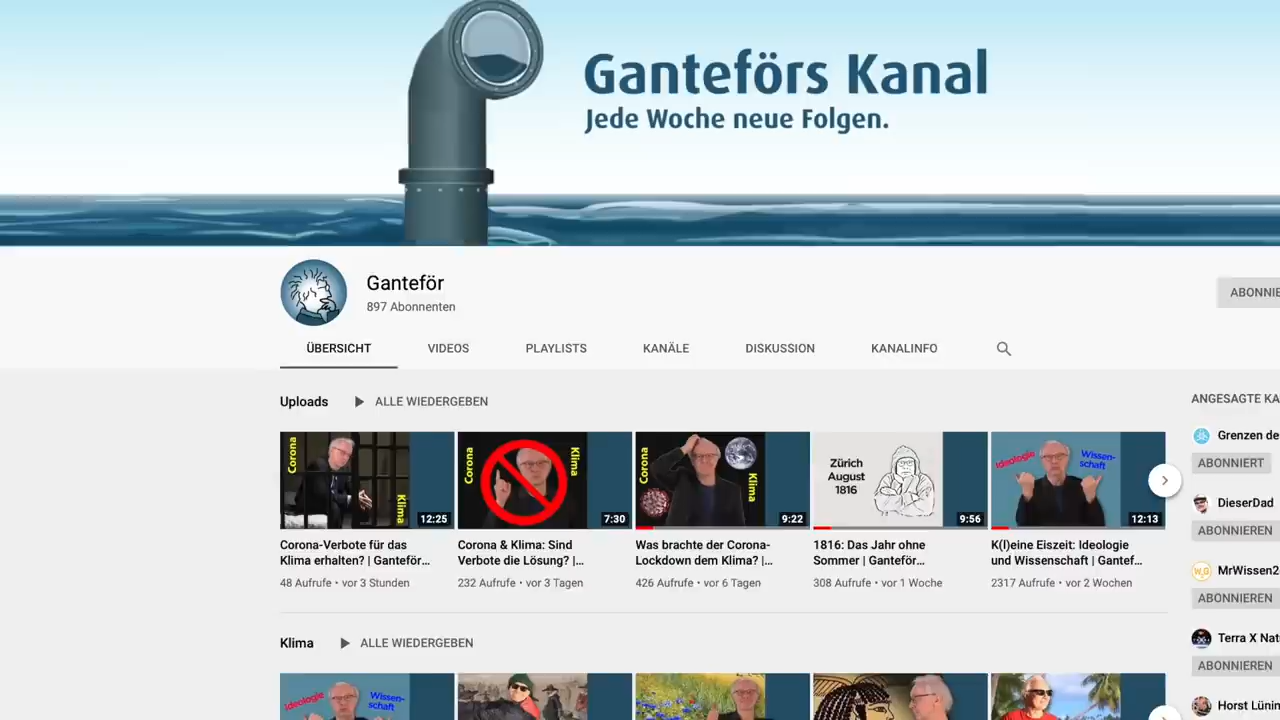 Ganteförs Kanal
Jede Woche neue Folgen.
Ganteför
897 Abonnenten
ABONNIE
ÜBERSICHT
VIDEOS
PLAYLISTS
KANÄLE
DISKUSSION
KANALINFO
Uploads
ALLE WIEDERGEBEN
Corona
Klima
12:25
Corona-Verbote für das
Klima erhalten? | Ganteför...
48 Aufrufe • vor 3 Stunden
Corona
Klima
7:30
Corona & Klima: Sind
Verbote die Lösung? |...
232 Aufrufe • vor 3 Tagen
Corona
Klima
9:22
Was brachte der Corona-
Lockdown dem Klima? |...
426 Aufrufe • vor 6 Tagen
Zürich
August
1816
9:56
1816: Das Jahr ohne
Sommer | Ganteför...
308 Aufrufe • vor 1 Woche
Ideologie
Wissen-
schaft
12:13
K(l)eine Eiszeit: Ideologie
und Wissenschaft | Gantef...
2317 Aufrufe • vor 2 Wochen
ANGESAGTE KA
Grenzen de
ABONNIERT
DieserDad
ABONNIEREN
MrWissen2
ABONNIEREN
Terra X Nat
ABONNIEREN
Horst Lünin
Klima
ALLE WIEDERGEBEN
Ideologie
Wissen-
schaft